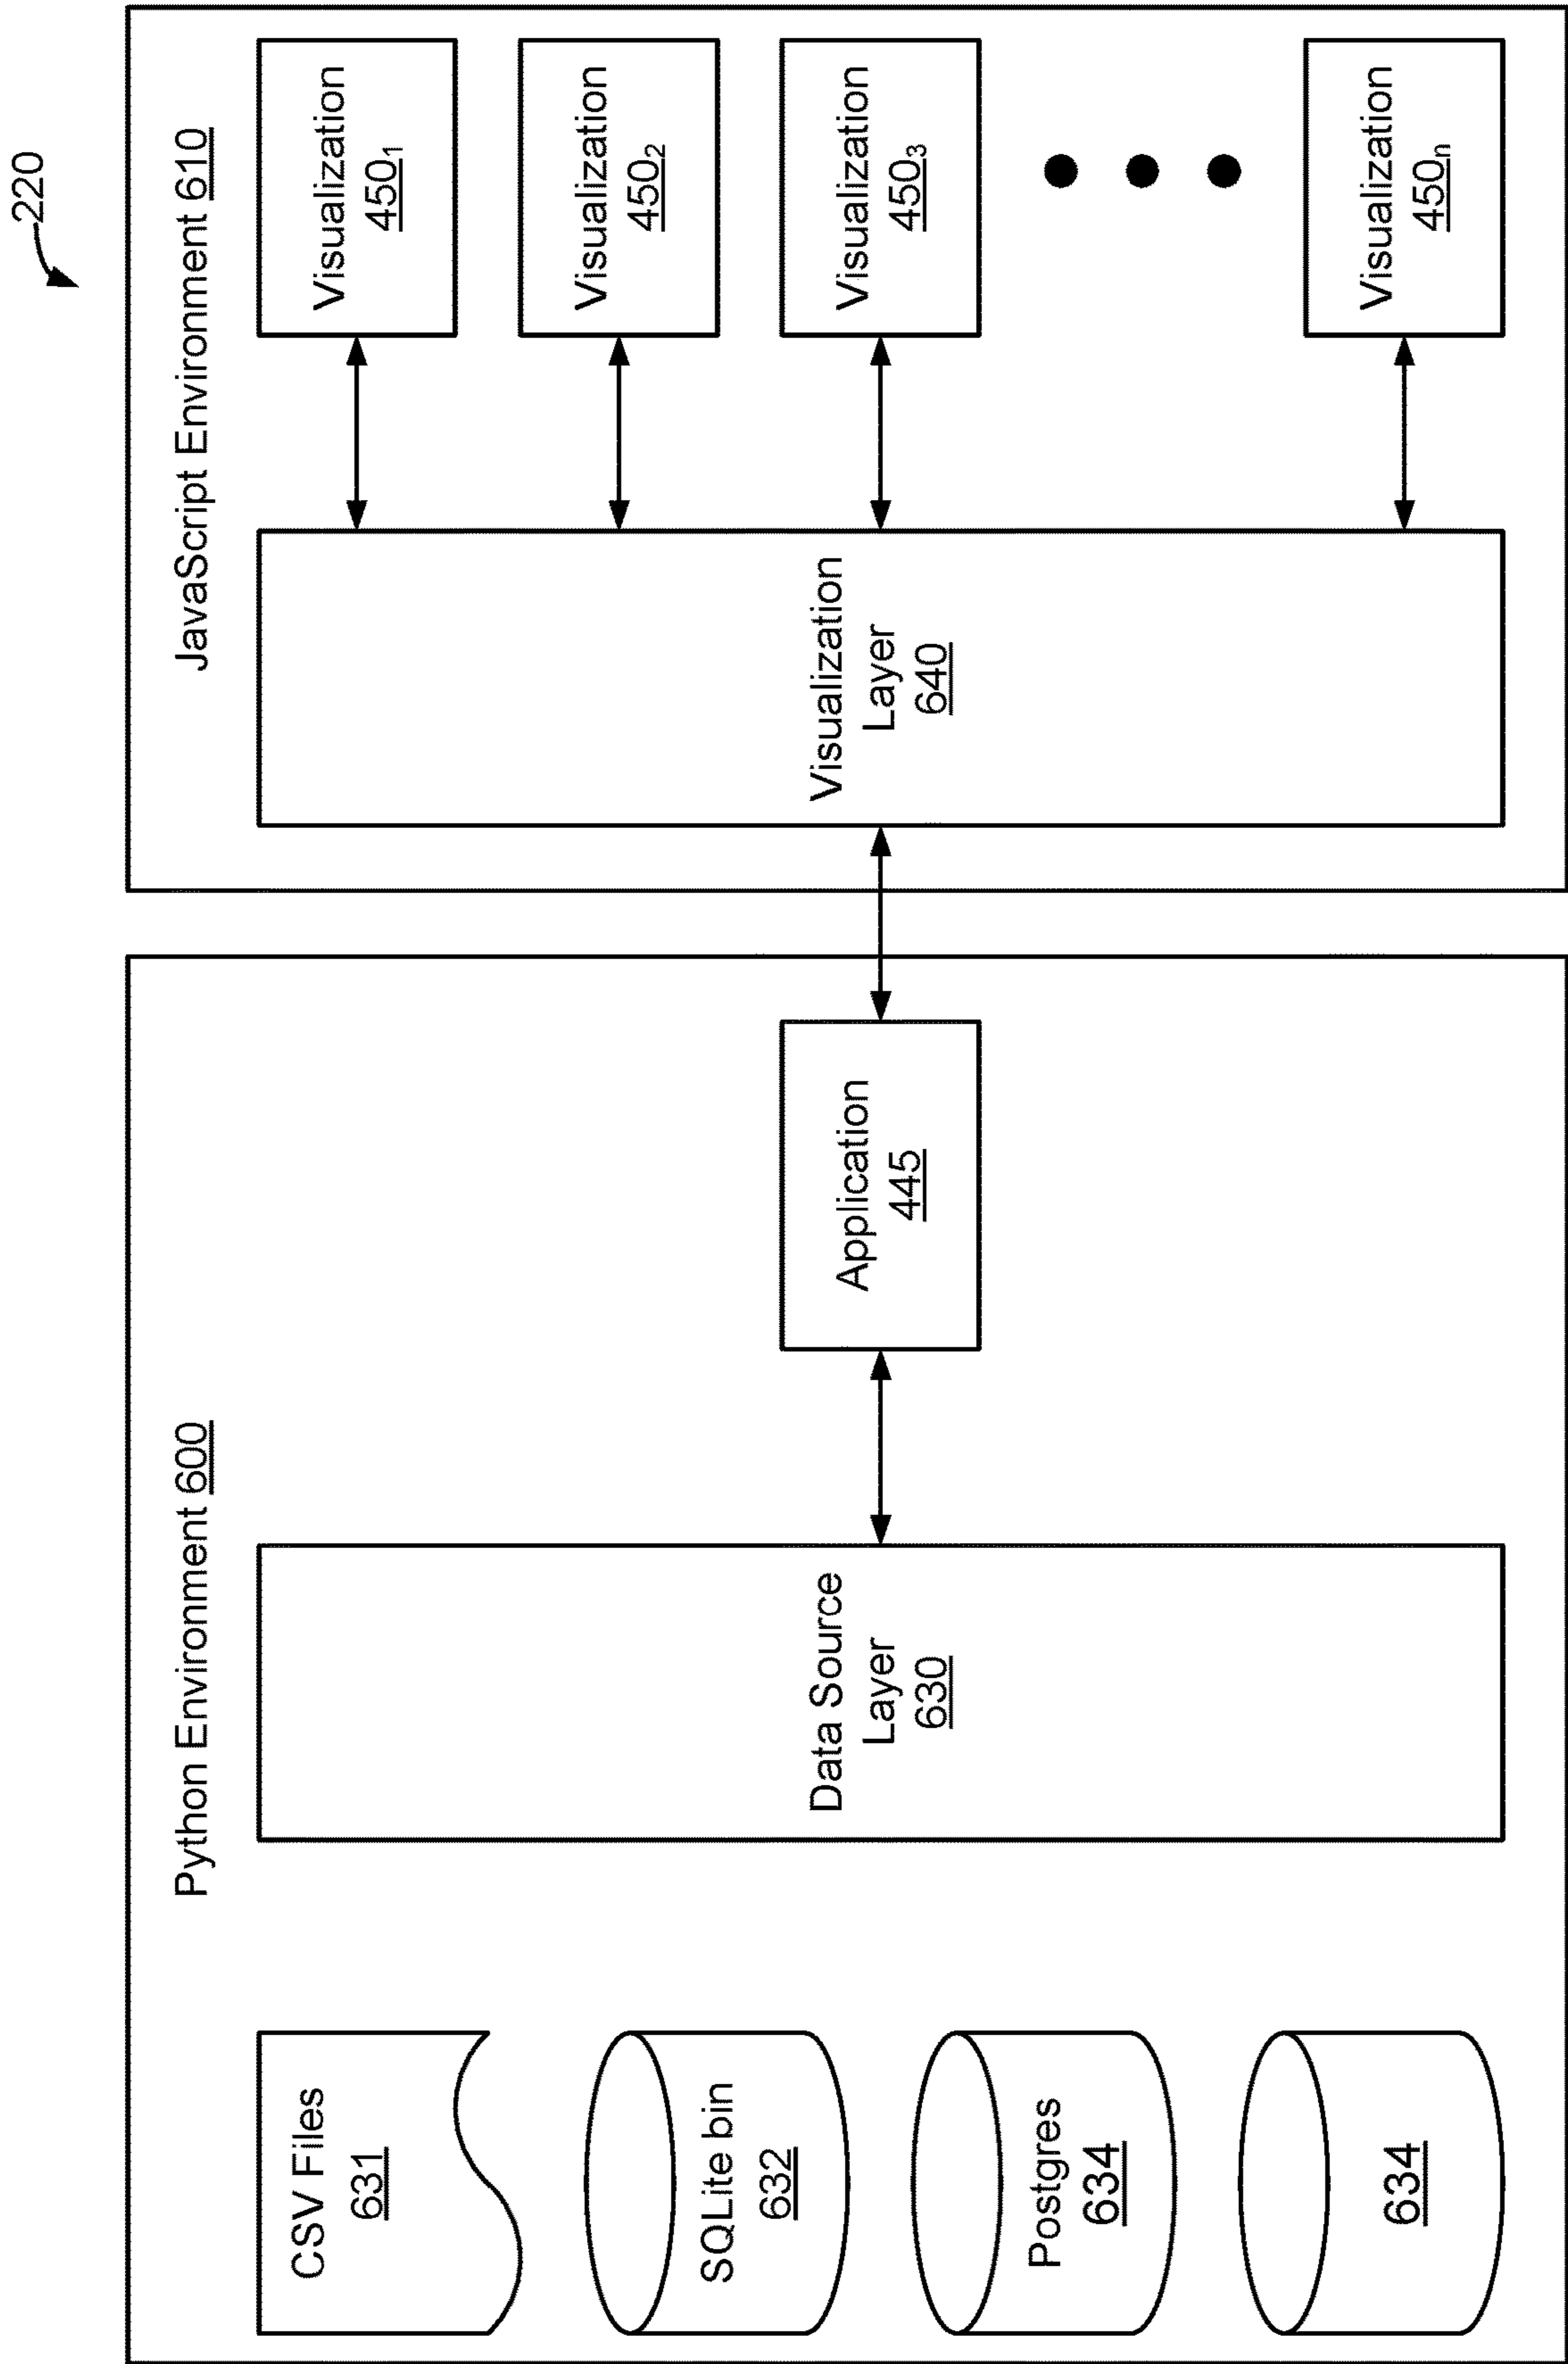 220
Python Environment 600
CSV Files
631
SQLite bin
632
Postgres
634
634
Data Source
Layer
630
Application
445
JavaScript Environment 610
Visualization
Layer
640
Visualization
450₁
Visualization
450₂
Visualization
450₃
Visualization
450ₙ